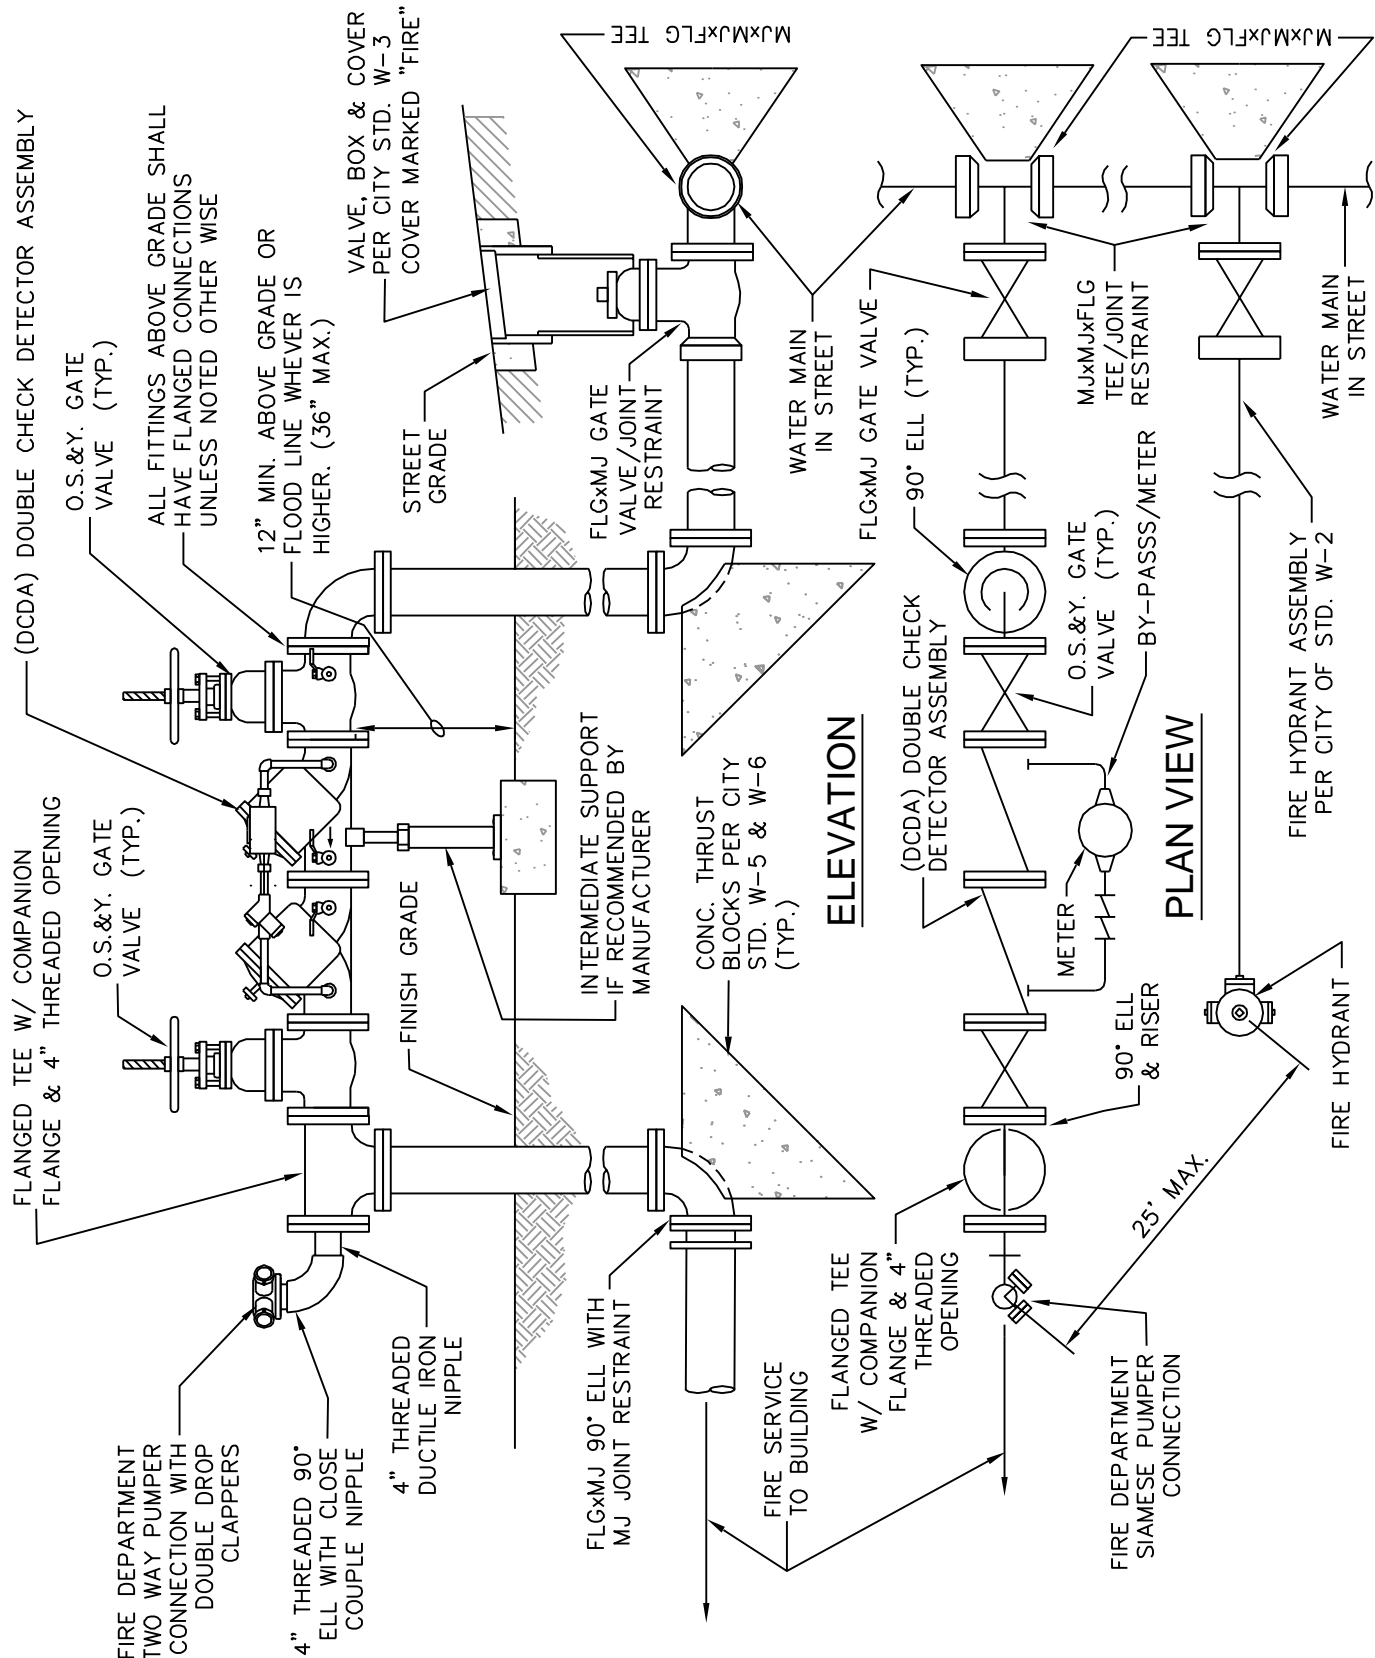 (DCDA) DOUBLE CHECK DETECTOR ASSEMBLY
O.S.&Y. GATE
VALVE (TYP.)
ALL FITTINGS ABOVE GRADE SHALL
HAVE FLANGED CONNECTIONS
UNLESS NOTED OTHER WISE
12" MIN. ABOVE GRADE OR
FLOOD LINE WHEVER IS
HIGHER. (36" MAX.)
VALVE, BOX & COVER
PER CITY STD. W-3
COVER MARKED "FIRE"
STREET
GRADE
MJxMJxFLG TEE
FLANGED TEE W/ COMPANION
FLANGE & 4" THREADED OPENING
O.S.&Y. GATE
VALVE (TYP.)
FINISH GRADE
INTERMEDIATE SUPPORT
IF RECOMMENDED BY
MANUFACTURER
FLGxMJ GATE
VALVE/JOINT
RESTRAINT
WATER MAIN
IN STREET
CONC. THRUST
BLOCKS PER CITY
STD. W-5 & W-6
(TYP.)
FIRE DEPARTMENT
TWO WAY PUMPER
CONNECTION WITH
DOUBLE DROP
CLAPPERS
4" THREADED 90°
ELL WITH CLOSE
COUPLE NIPPLE
4" THREADED
DUCTILE IRON
NIPPLE
FLGxMJ 90° ELL WITH
MJ JOINT RESTRAINT
FIRE SERVICE
TO BUILDING
ELEVATION
FLGxMJ GATE VALVE
90° ELL (TYP.)
(DCDA) DOUBLE CHECK
DETECTOR ASSEMBLY
O.S.&Y. GATE
VALVE (TYP.)
BY-PASSS/METER
METER
MJxMJxFLG TEE
MJxMJxFLG
TEE/JOINT
RESTRAINT
WATER MAIN
IN STREET
FLANGED TEE
W/ COMPANION
FLANGE & 4"
THREADED
OPENING
90° ELL
& RISER
25' MAX.
FIRE DEPARTMENT
SIAMESE PUMPER
CONNECTION
PLAN VIEW
FIRE HYDRANT ASSEMBLY
PER CITY OF STD. W-2
FIRE HYDRANT